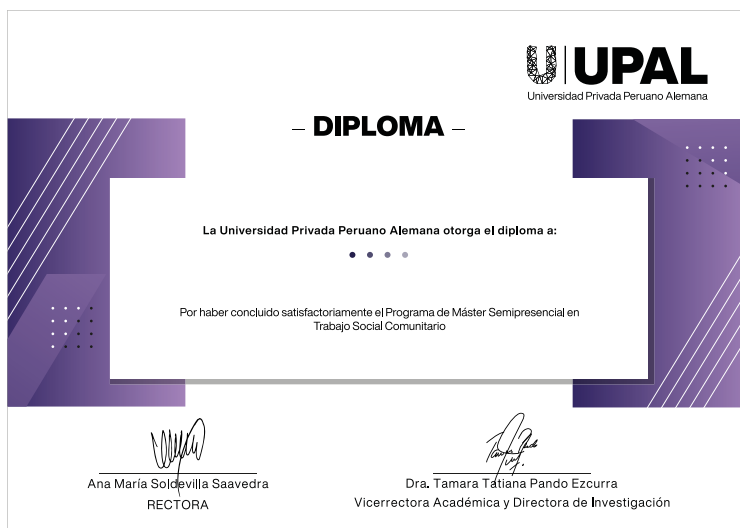 UPAL
Universidad Privada Peruano Alemana
– DIPLOMA –
La Universidad Privada Peruano Alemana otorga el diploma a:
Por haber concluido satisfactoriamente el Programa de Máster Semipresencial en
Trabajo Social Comunitario
Ana María Soldevilla Saavedra
RECTORA
Dra. Tamara Tatiana Pando Ezcurra
Vicerrectora Académica y Directora de Investigación